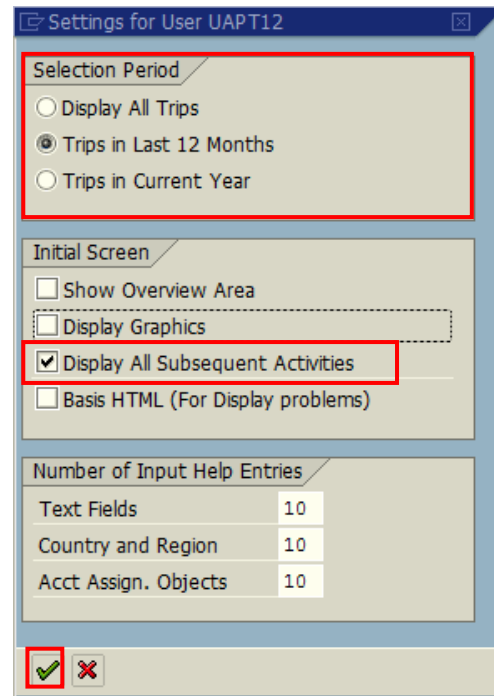 Settings for User UAPT12
Selection Period
Display All Trips
Trips in Last 12 Months
Trips in Current Year
Initial Screen
Show Overview Area
Display Graphics
Display All Subsequent Activities
Basis HTML (For Display problems)
Number of Input Help Entries
Text Fields 10
Country and Region 10
Acct Assign. Objects 10